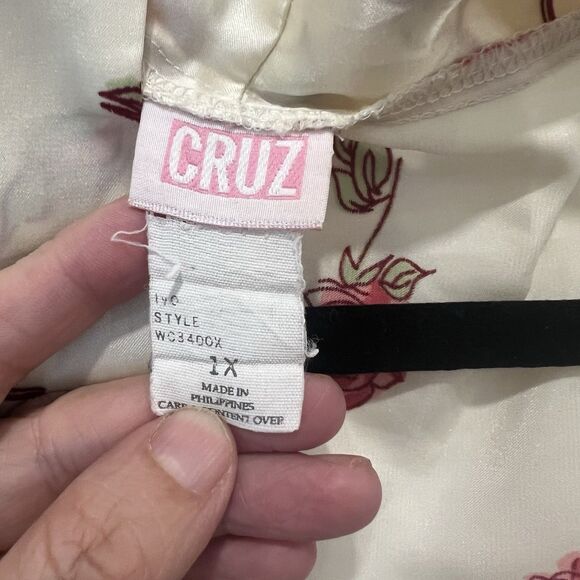 CRUZ
STYLE
WC3400X
1X
MADE IN
PHILIPPINES
CARE & CONTENT OVER